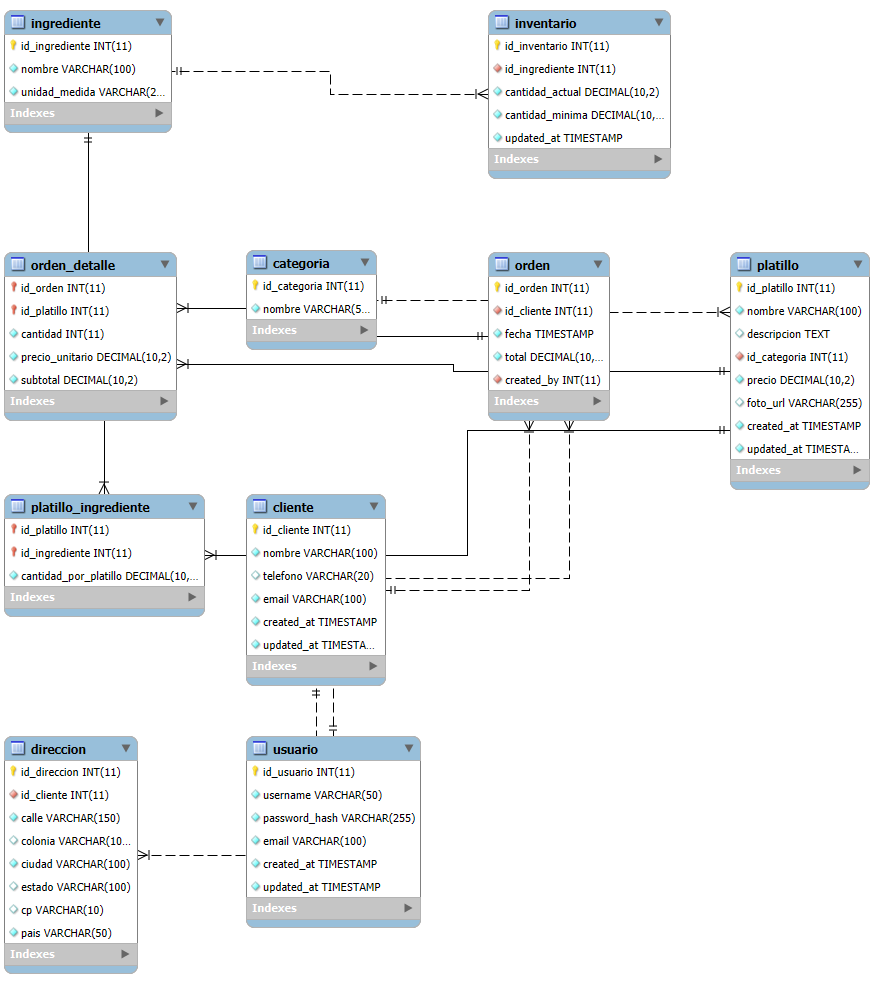 ingrediente
id_ingrediente INT(11)
nombre VARCHAR(100)
unidad_medida VARCHAR(2...
Indexes
inventario
id_inventario INT(11)
id_ingrediente INT(11)
cantidad_actual DECIMAL(10,2)
cantidad_minima DECIMAL(10,...
updated_at TIMESTAMP
Indexes
orden_detalle
id_orden INT(11)
id_platillo INT(11)
cantidad INT(11)
precio_unitario DECIMAL(10,2)
subtotal DECIMAL(10,2)
Indexes
categoria
id_categoria INT(11)
nombre VARCHAR(5...
Indexes
orden
id_orden INT(11)
id_cliente INT(11)
fecha TIMESTAMP
total DECIMAL(10,...
created_by INT(11)
Indexes
platillo
id_platillo INT(11)
nombre VARCHAR(100)
descripcion TEXT
id_categoria INT(11)
precio DECIMAL(10,2)
foto_url VARCHAR(255)
created_at TIMESTAMP
updated_at TIMESTA...
Indexes
platillo_ingrediente
id_platillo INT(11)
id_ingrediente INT(11)
cantidad_por_platillo DECIMAL(10,...
Indexes
cliente
id_cliente INT(11)
nombre VARCHAR(100)
telefono VARCHAR(20)
email VARCHAR(100)
created_at TIMESTAMP
updated_at TIMESTA...
Indexes
direccion
id_direccion INT(11)
id_cliente INT(11)
calle VARCHAR(150)
colonia VARCHAR(10...
ciudad VARCHAR(100)
estado VARCHAR(100)
cp VARCHAR(10)
pais VARCHAR(50)
Indexes
usuario
id_usuario INT(11)
username VARCHAR(50)
password_hash VARCHAR(255)
email VARCHAR(100)
created_at TIMESTAMP
updated_at TIMESTAMP
Indexes